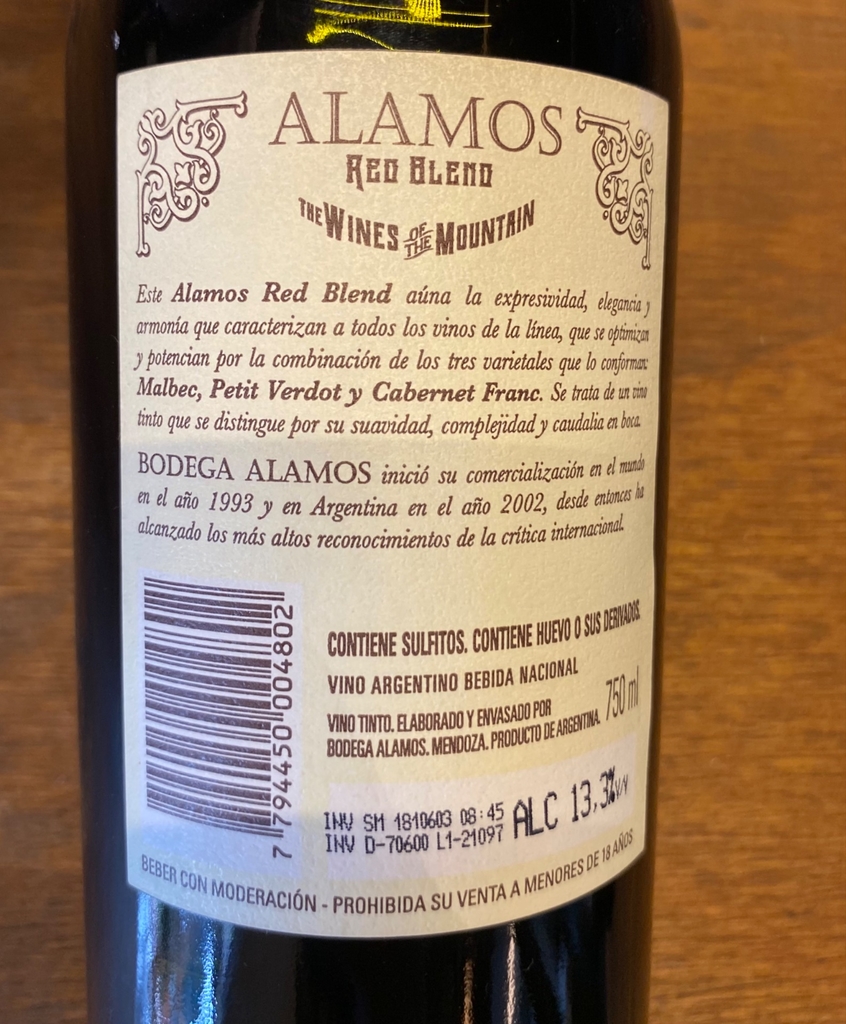 ALAMOS
RED BLEND
THE WINES OF THE MOUNTAIN
Este Alamos Red Blend aúna la expresividad, elegancia y
armonía que caracterizan a todos los vinos de la línea, que se optimizan
y potencian por la combinación de los tres varietales que lo conforman:
Malbec, Petit Verdot y Cabernet Franc. Se trata de un vino
tinto que se distingue por su suavidad, complejidad y caudalia en boca.
BODEGA ALAMOS inició su comercialización en el mundo
en el año 1993 y en Argentina en el año 2002, desde entonces ha
alcanzado los más altos reconocimientos de la crítica internacional.
7 794450 004802
CONTIENE SULFITOS. CONTIENE HUEVO O SUS DERIVADOS.
VINO ARGENTINO BEBIDA NACIONAL
750 ml
VINO TINTO. ELABORADO Y ENVASADO POR
BODEGA ALAMOS. MENDOZA. PRODUCTO DE ARGENTINA.
INV SM 1810603 08:45
INV D-70600 L1-21097
ALC 13,3% V/V
BEBER CON MODERACIÓN - PROHIBIDA SU VENTA A MENORES DE 18 AÑOS